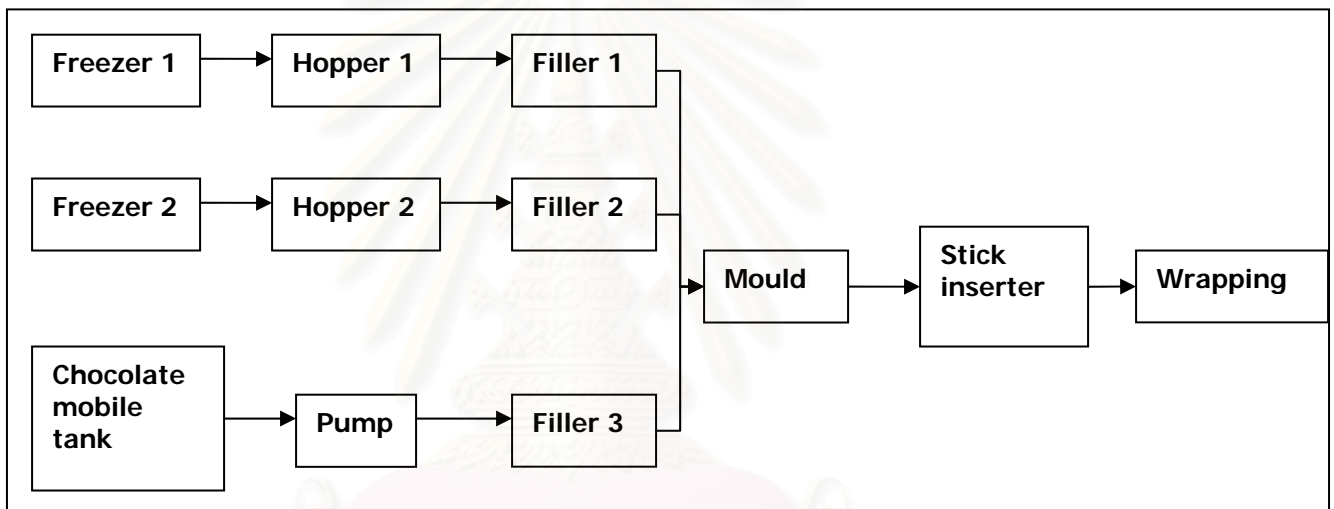 Freezer 1
Hopper 1
Filler 1
Freezer 2
Hopper 2
Filler 2
Mould
Stick
inserter
Wrapping
Chocolate
mobile
tank
Pump
Filler 3